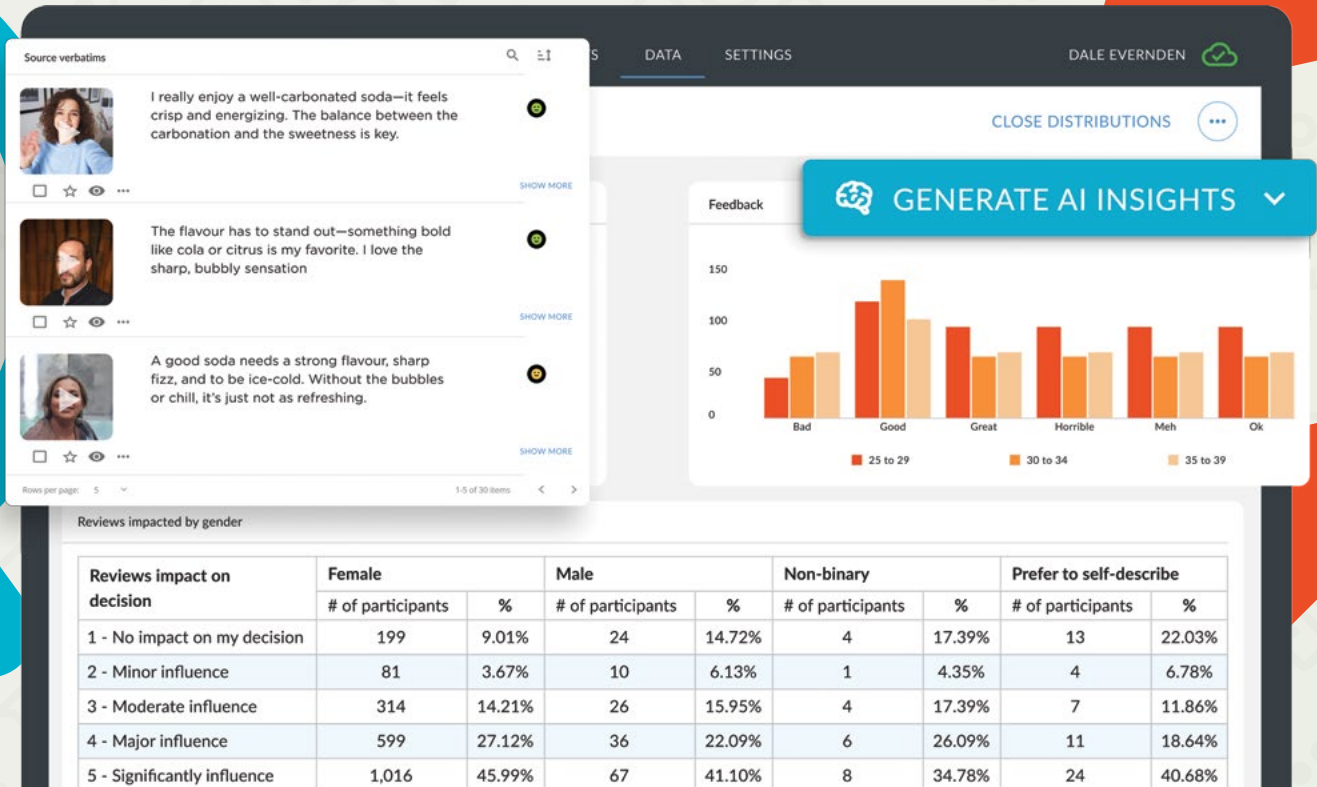 Source verbatims
I really enjoy a well-carbonated soda—it feels
crisp and energizing. The balance between the
carbonation and the sweetness is key.
SHOW MORE
The flavour has to stand out—something bold
like cola or citrus is my favorite. I love the
sharp, bubbly sensation
SHOW MORE
A good soda needs a strong flavour, sharp
fizz, and to be ice-cold. Without the bubbles
or chill, it's just not as refreshing.
SHOW MORE
Rows per page: 5 1-5 of 30 items
DATA SETTINGS DALE EVERNDEN
CLOSE DISTRIBUTIONS
GENERATE AI INSIGHTS
Feedback
150
100
50
0
Bad Good Great Horrible Meh Ok
25 to 29 30 to 34 35 to 39
Reviews impacted by gender
Reviews impact on decision Female Male Non-binary Prefer to self-describe
# of participants % # of participants % # of participants % # of participants %
1 - No impact on my decision 199 9.01% 24 14.72% 4 17.39% 13 22.03%
2 - Minor influence 81 3.67% 10 6.13% 1 4.35% 4 6.78%
3 - Moderate influence 314 14.21% 26 15.95% 4 17.39% 7 11.86%
4 - Major influence 599 27.12% 36 22.09% 6 26.09% 11 18.64%
5 - Significantly influence 1,016 45.99% 67 41.10% 8 34.78% 24 40.68%